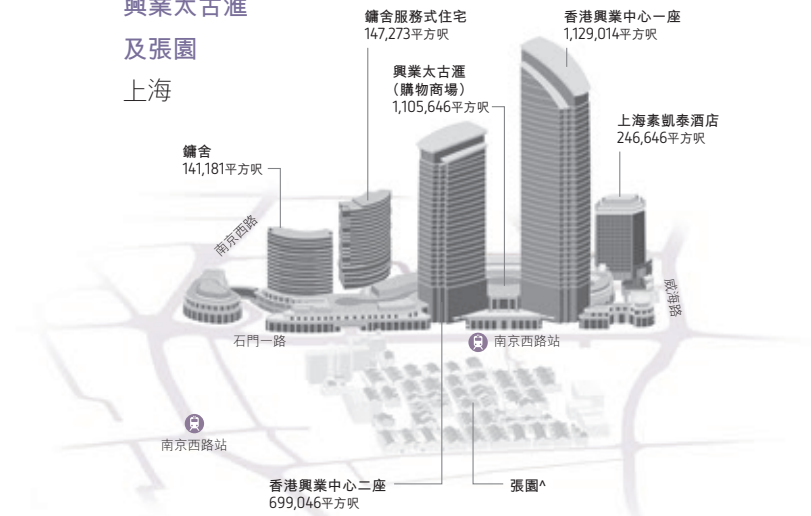 興業太古滙
及張園
上海
鏞舍服務式住宅
147,273平方呎
香港興業中心一座
1,129,014平方呎
興業太古滙
(購物商場)
1,105,646平方呎
上海素凱泰酒店
246,646平方呎
鏞舍
141,181平方呎
南京西路
威海路
石門一路
南京西路站
南京西路站
香港興業中心二座
699,046平方呎
張園^